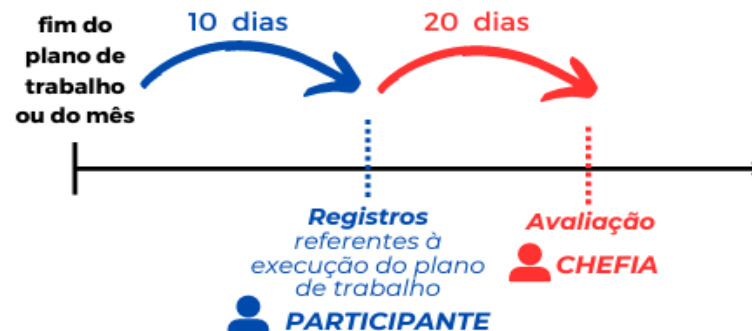 fim do
plano de
trabalho
ou do mês
10 dias
20 dias
Registros
referentes à
execução do plano
de trabalho
PARTICIPANTE
Avaliação
CHEFIA